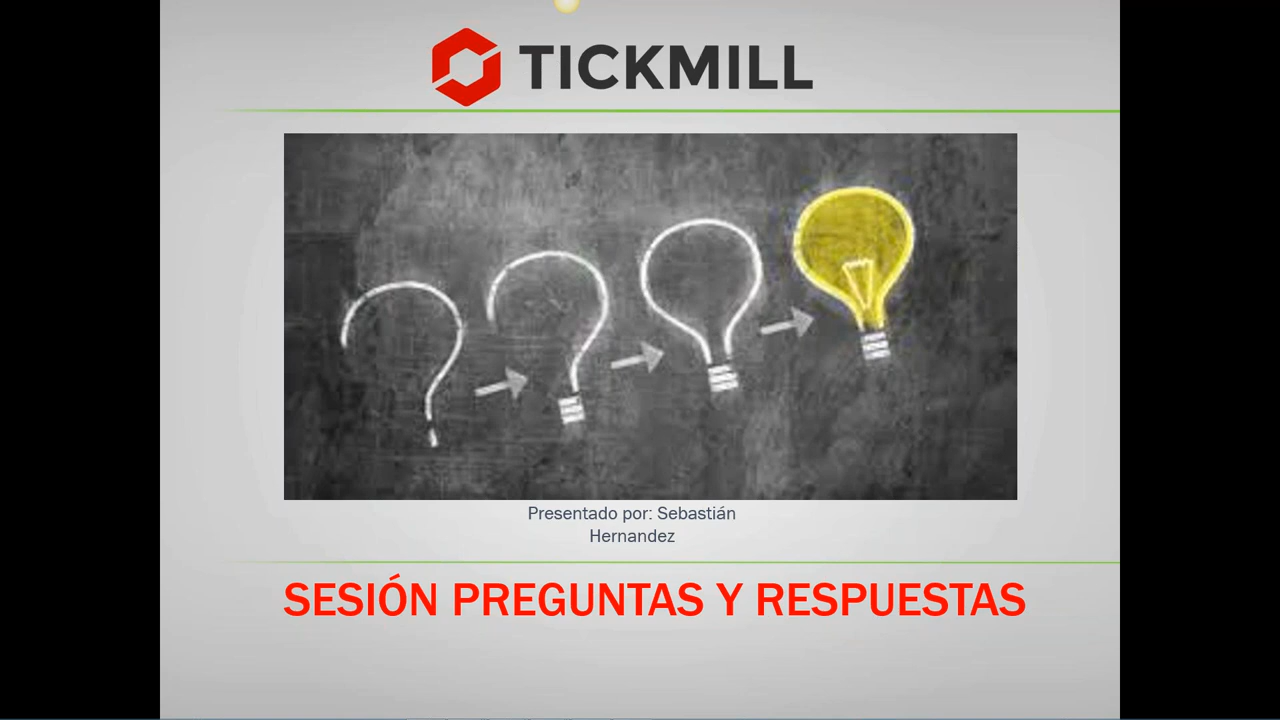 TICKMILL
Presentado por: Sebastián
Hernandez
SESIÓN PREGUNTAS Y RESPUESTAS